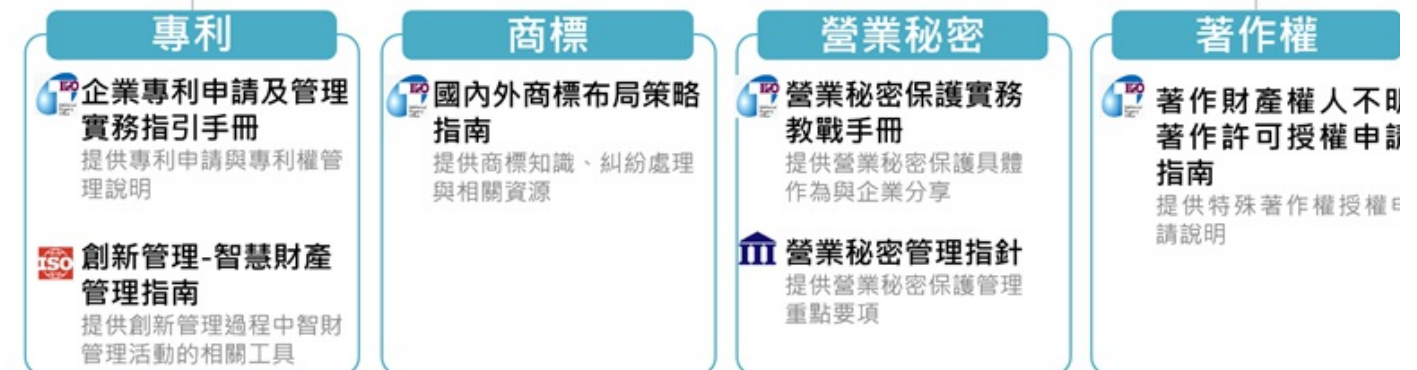 專利
企業專利申請及管理
實務指引手冊
提供專利申請與專利權管
理說明
ISO
創新管理-智慧財產
管理指南
提供創新管理過程中智財
管理活動的相關工具
商標
國內外商標布局策略
指南
提供商標知識、糾紛處理
與相關資源
營業秘密
營業秘密保護實務
教戰手冊
提供營業秘密保護具體
作為與企業分享
營業秘密管理指針
提供營業秘密保護管理
重點要項
著作權
著作財產權人不明
著作許可授權申請
指南
提供特殊著作權授權申
請說明